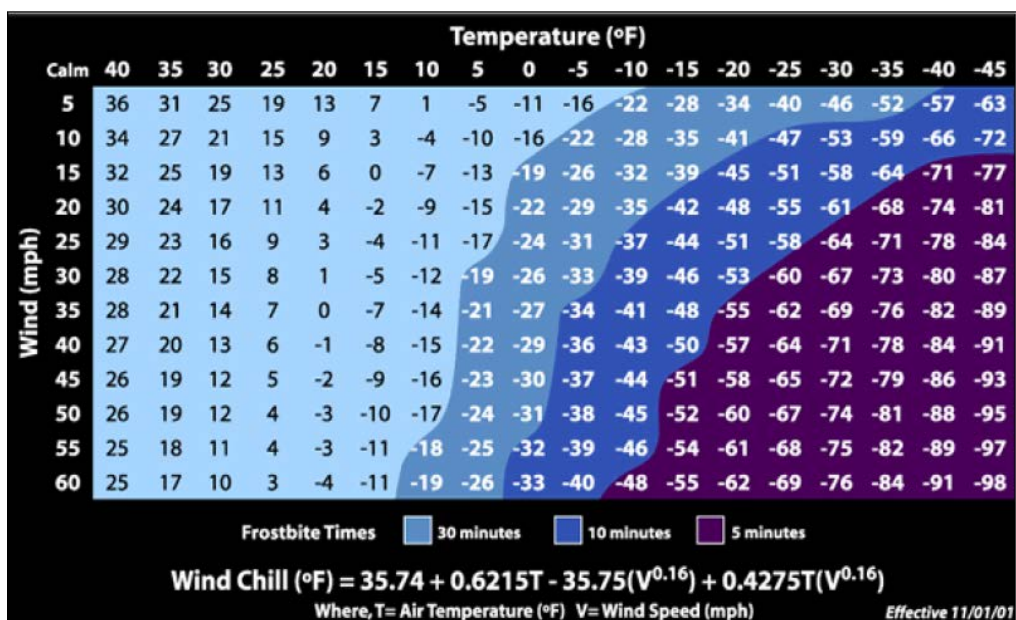 Temperature (ºF)
Calm 40 35 30 25 20 15 10 5 0 -5 -10 -15 -20 -25 -30 -35 -40 -45
5 36 31 25 19 13 7 1 -5 -11 -16 -22 -28 -34 -40 -46 -52 -57 -63
10 34 27 21 15 9 3 -4 -10 -16 -22 -28 -35 -41 -47 -53 -59 -66 -72
15 32 25 19 13 6 0 -7 -13 -19 -26 -32 -39 -45 -51 -58 -64 -71 -77
20 30 24 17 11 4 -2 -9 -15 -22 -29 -35 -42 -48 -55 -61 -68 -74 -81
25 29 23 16 9 3 -4 -11 -17 -24 -31 -37 -44 -51 -58 -64 -71 -78 -84
30 28 22 15 8 1 -5 -12 -19 -26 -33 -39 -46 -53 -60 -67 -73 -80 -87
35 28 21 14 7 0 -7 -14 -21 -27 -34 -41 -48 -55 -62 -69 -76 -82 -89
40 27 20 13 6 -1 -8 -15 -22 -29 -36 -43 -50 -57 -64 -71 -78 -84 -91
45 26 19 12 5 -2 -9 -16 -23 -30 -37 -44 -51 -58 -65 -72 -79 -86 -93
50 26 19 12 4 -3 -10 -17 -24 -31 -38 -45 -52 -60 -67 -74 -81 -88 -95
55 25 18 11 4 -3 -11 -18 -25 -32 -39 -46 -54 -61 -68 -75 -82 -89 -97
60 25 17 10 3 -4 -11 -19 -26 -33 -40 -48 -55 -62 -69 -76 -84 -91 -98
Wind (mph)
Frostbite Times 30 minutes 10 minutes 5 minutes
Wind Chill (ºF) = 35.74 + 0.6215T - 35.75(V^0.16) + 0.4275T(V^0.16)
Where, T= Air Temperature (ºF) V= Wind Speed (mph) Effective 11/01/01